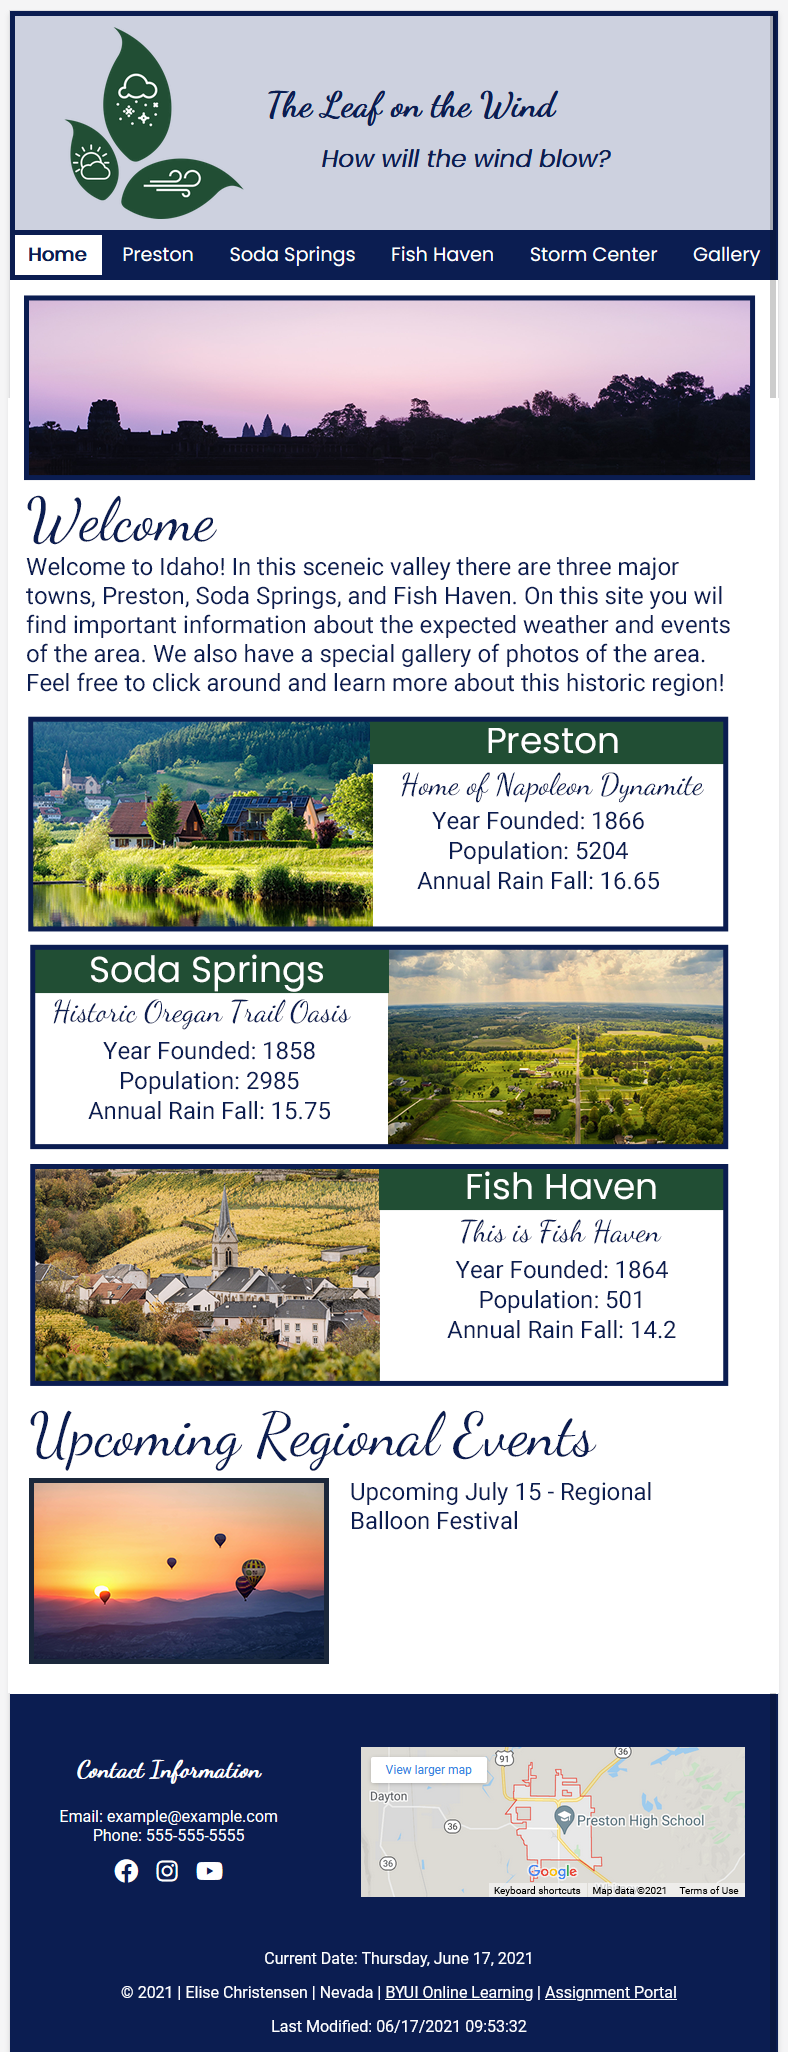 The Leaf on the Wind
How will the wind blow?
Home Preston Soda Springs Fish Haven Storm Center Gallery
Welcome
Welcome to Idaho! In this sceneic valley there are three major
towns, Preston, Soda Springs, and Fish Haven. On this site you wil
find important information about the expected weather and events
of the area. We also have a special gallery of photos of the area.
Feel free to click around and learn more about this historic region!
Preston
Home of Napoleon Dynamite
Year Founded: 1866
Population: 5204
Annual Rain Fall: 16.65
Soda Springs
Historic Oregan Trail Oasis
Year Founded: 1858
Population: 2985
Annual Rain Fall: 15.75
Fish Haven
This is Fish Haven
Year Founded: 1864
Population: 501
Annual Rain Fall: 14.2
Upcoming Regional Events
Upcoming July 15 - Regional
Balloon Festival
Contact Information
Email: example@example.com
Phone: 555-555-5555
View larger map
91
36
Dayton
36
Preston High School
36
Google
Keyboard shortcuts Map data ©2021 Terms of Use
Current Date: Thursday, June 17, 2021
© 2021 | Elise Christensen | Nevada | BYUI Online Learning | Assignment Portal
Last Modified: 06/17/2021 09:53:32